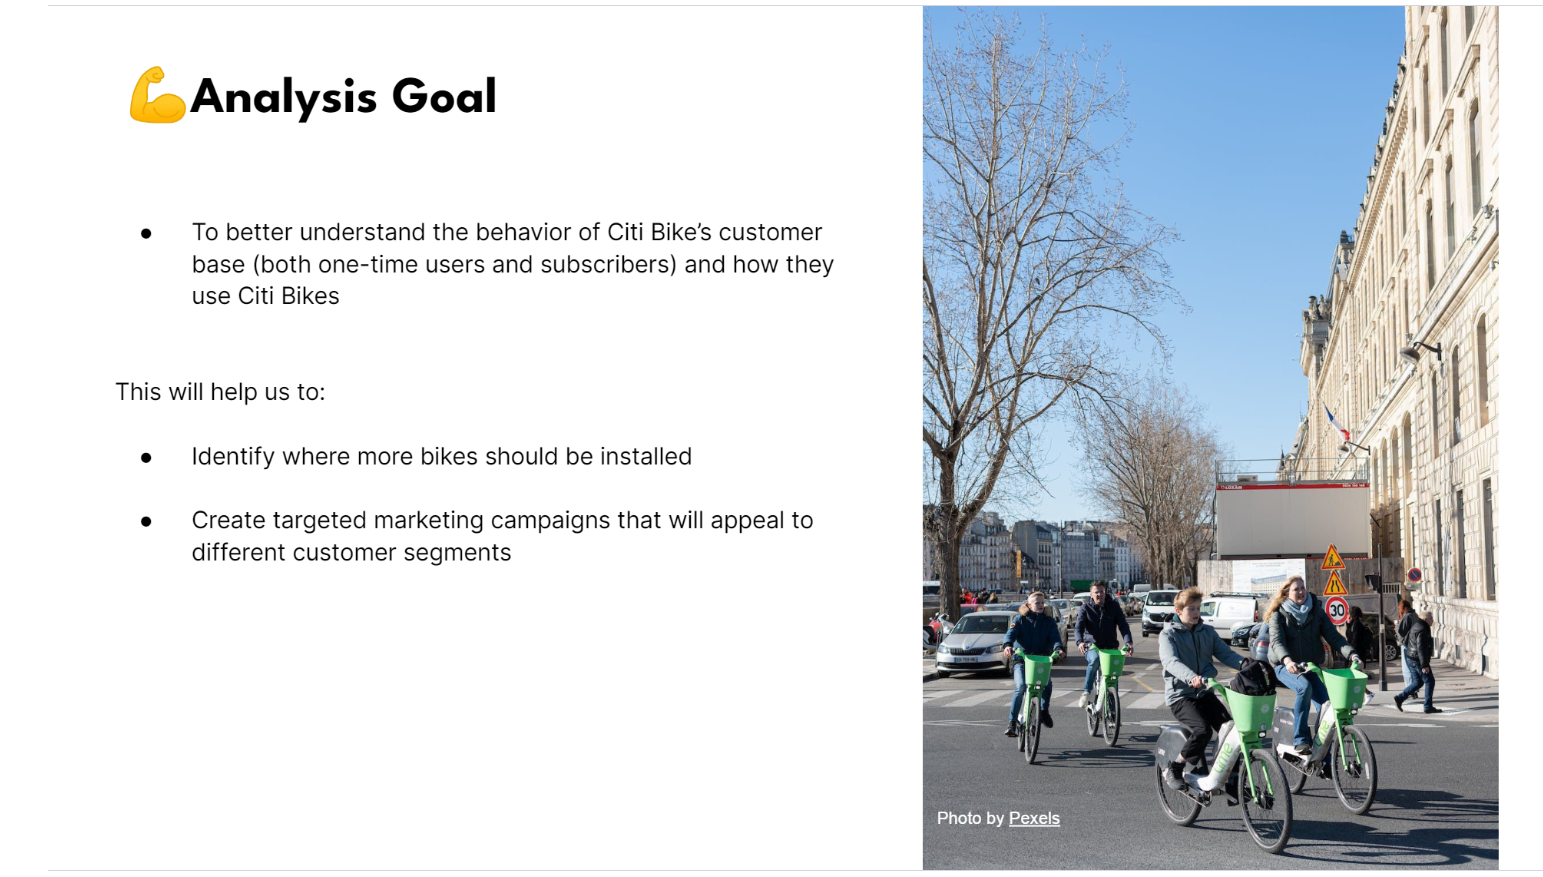 Analysis Goal
● To better understand the behavior of Citi Bike’s customer
base (both one-time users and subscribers) and how they
use Citi Bikes
This will help us to:
● Identify where more bikes should be installed
● Create targeted marketing campaigns that will appeal to
different customer segments
30
Photo by Pexels